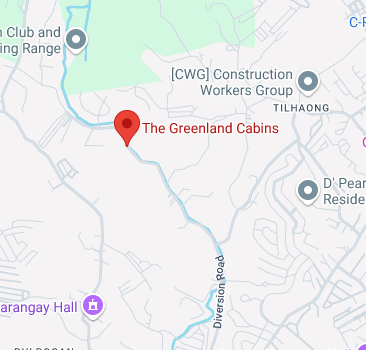 n Club and
ing Range
C-F
[CWG] Construction
Workers Group
TILHAONG
The Greenland Cabins
D' Pear
Reside
Diversion Road
arangay Hall